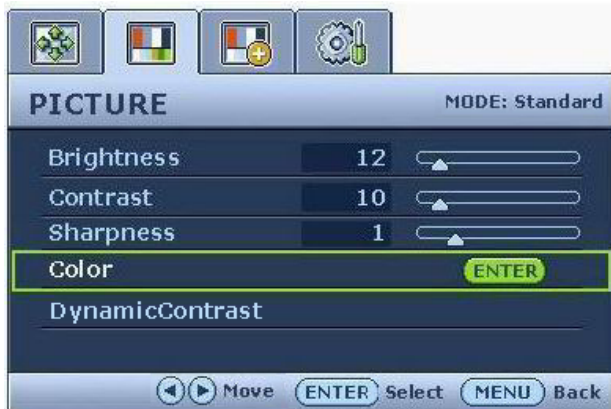 PICTURE MODE: Standard
Brightness 12
Contrast 10
Sharpness 1
Color ENTER
DynamicContrast
Move ENTER Select MENU Back